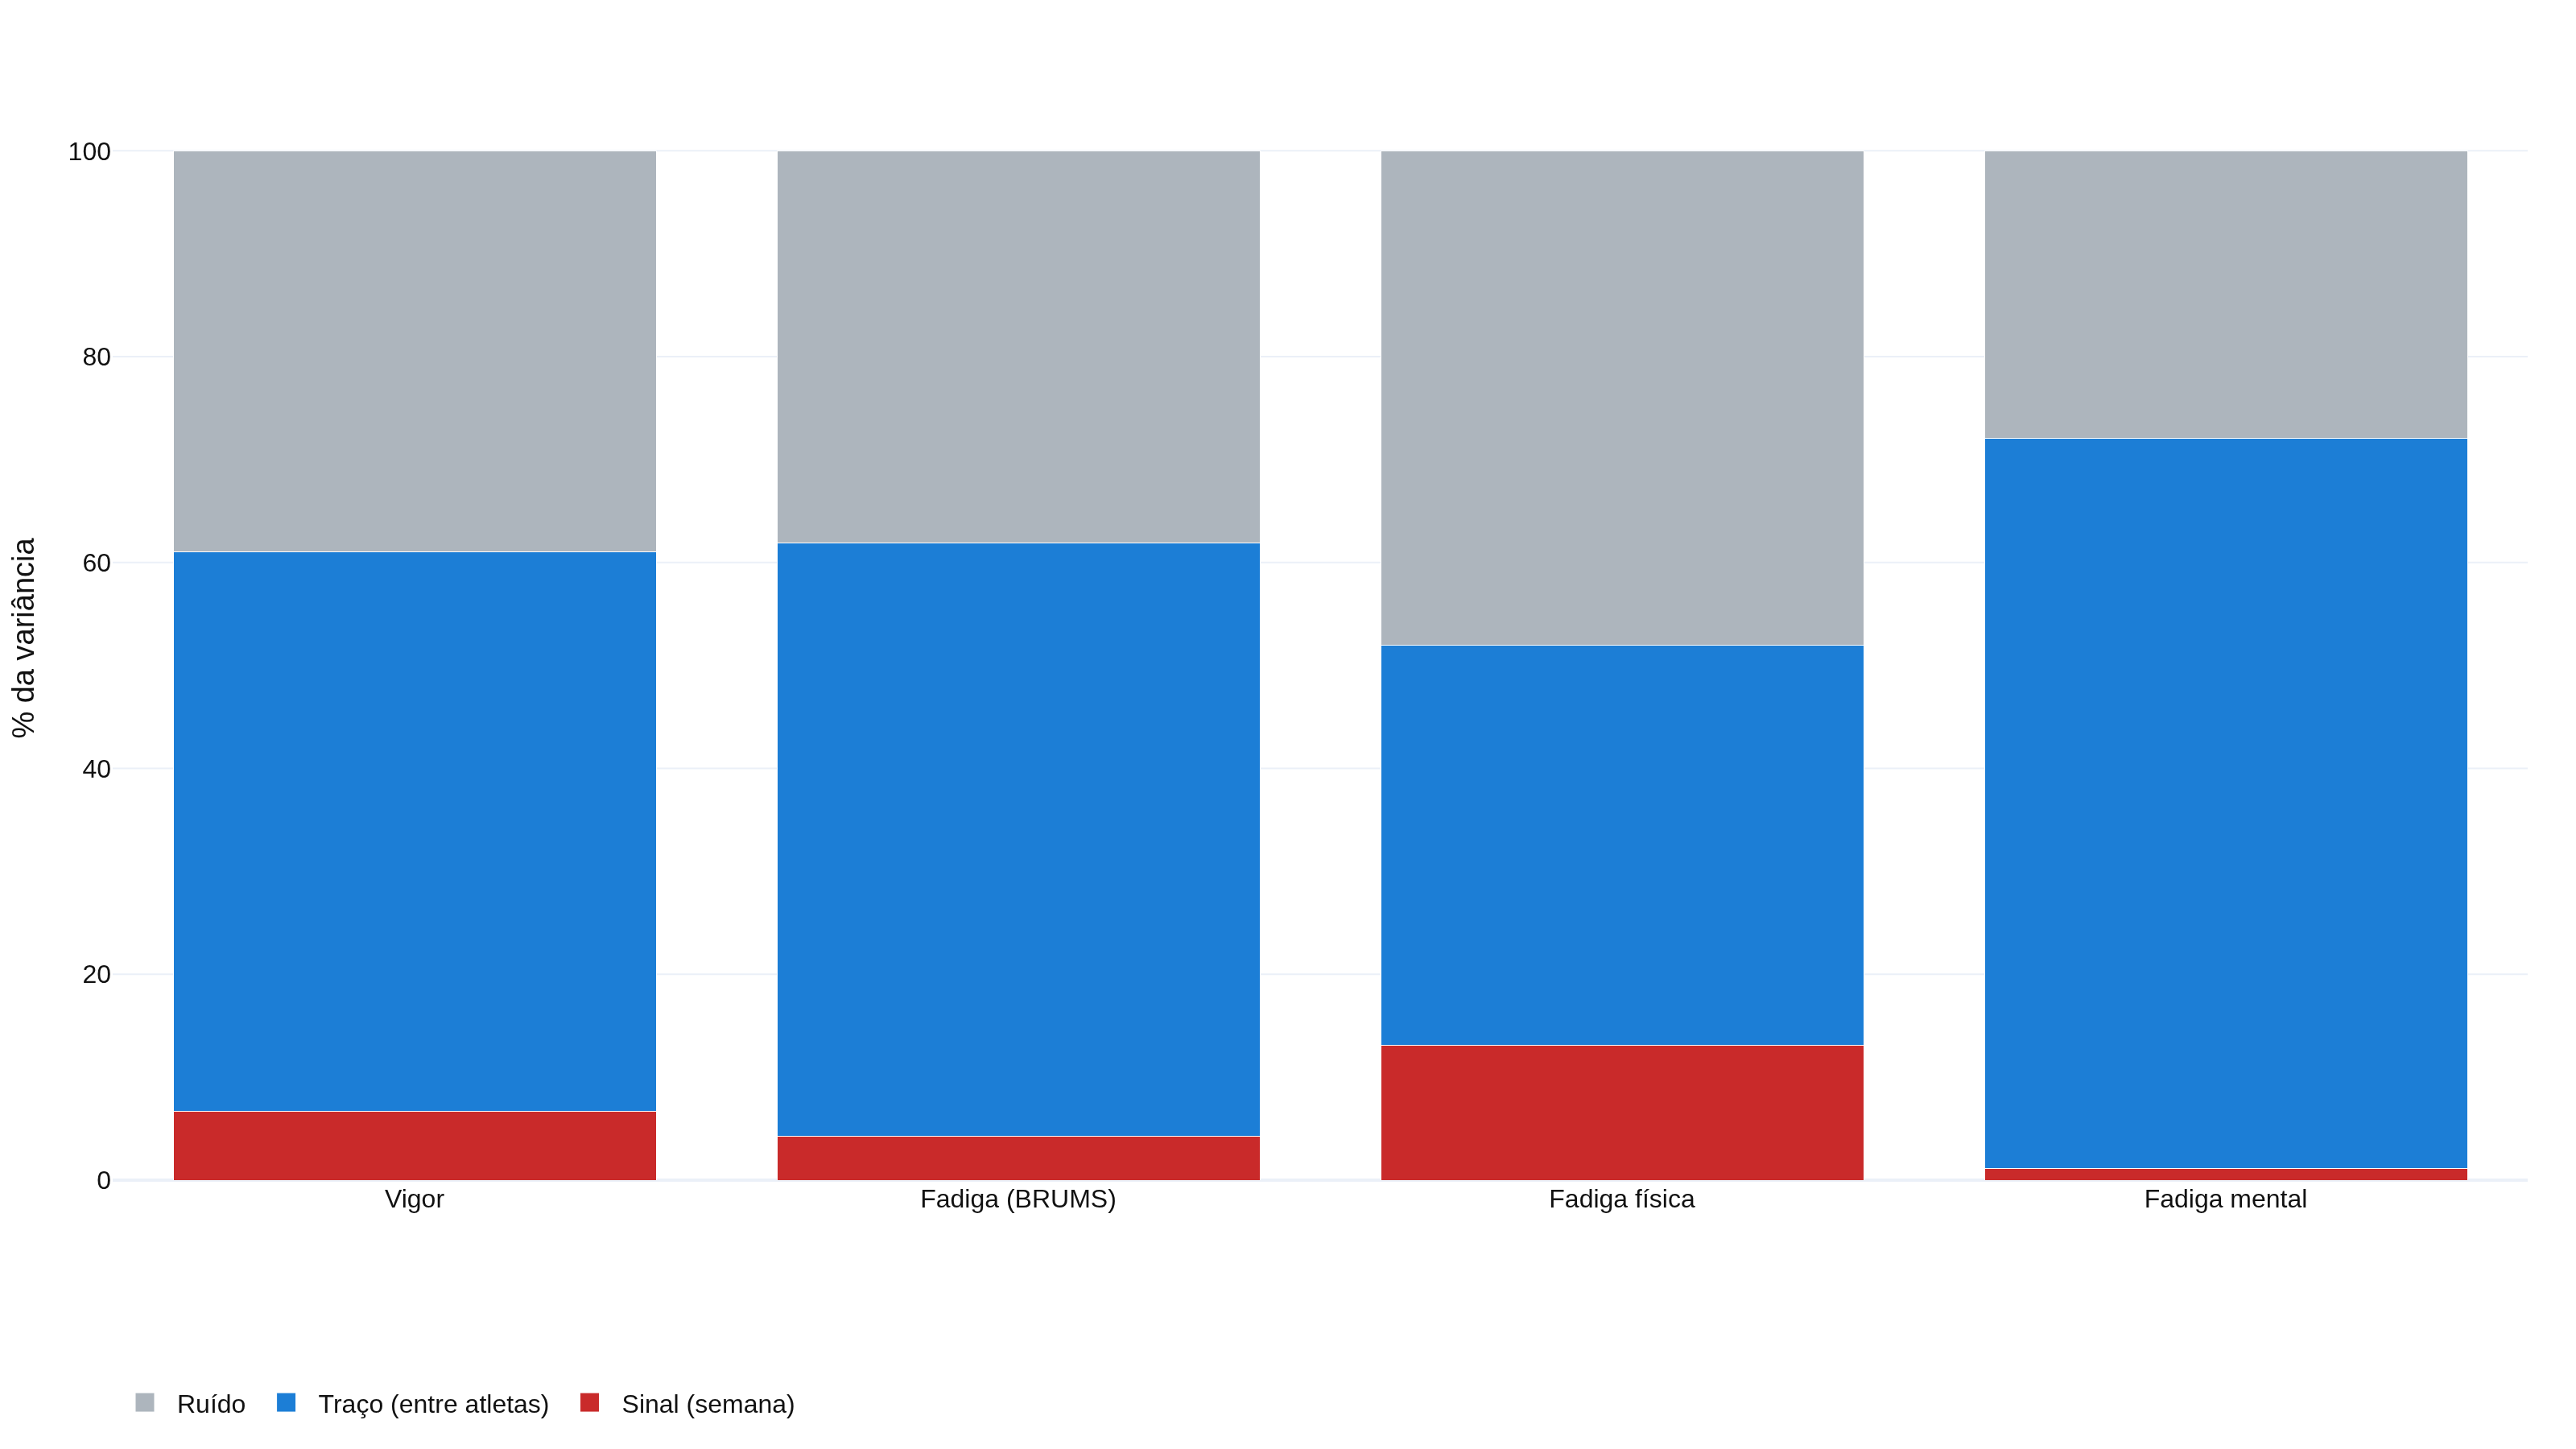 100
80
60
40
20
0
% da variância
Vigor
Fadiga (BRUMS)
Fadiga física
Fadiga mental
Ruído
Traço (entre atletas)
Sinal (semana)